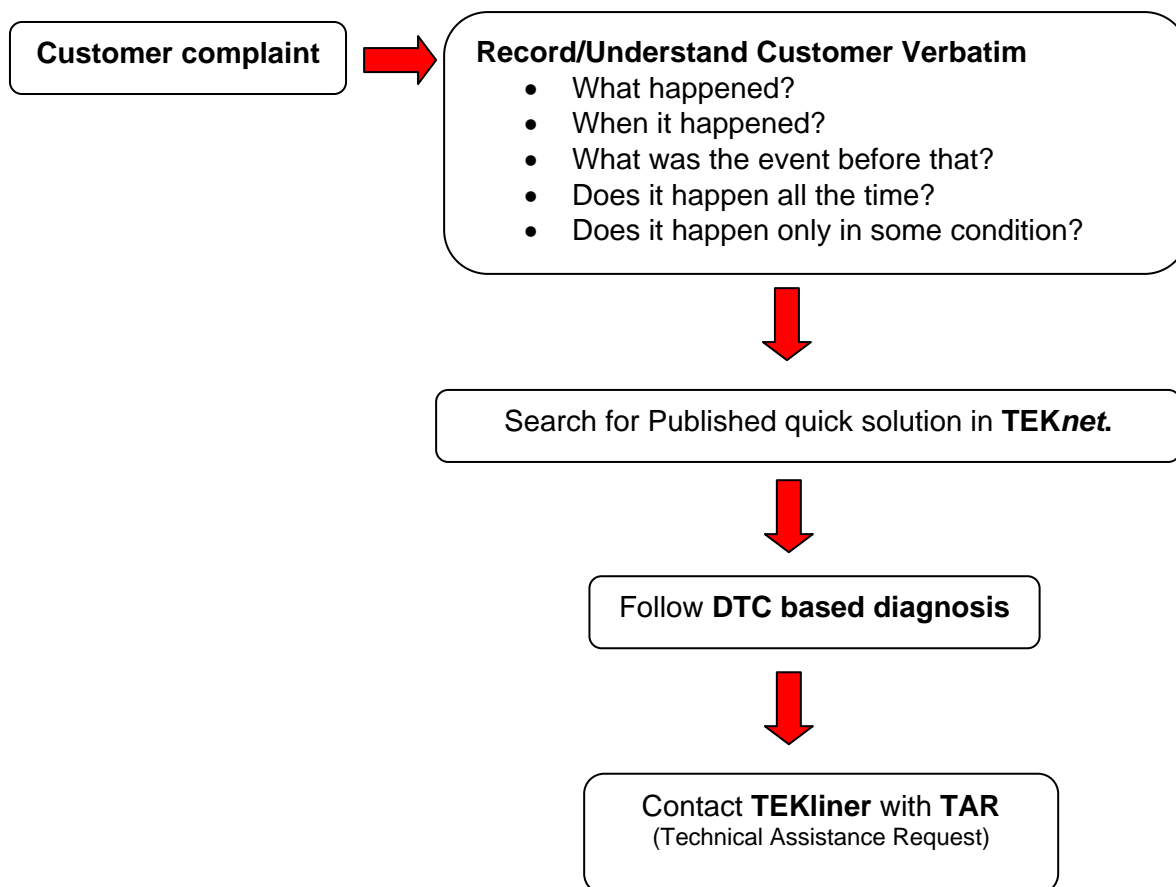 Customer complaint
Record/Understand Customer Verbatim
• What happened?
• When it happened?
• What was the event before that?
• Does it happen all the time?
• Does it happen only in some condition?
Search for Published quick solution in TEKnet.
Follow DTC based diagnosis
Contact TEKliner with TAR
(Technical Assistance Request)